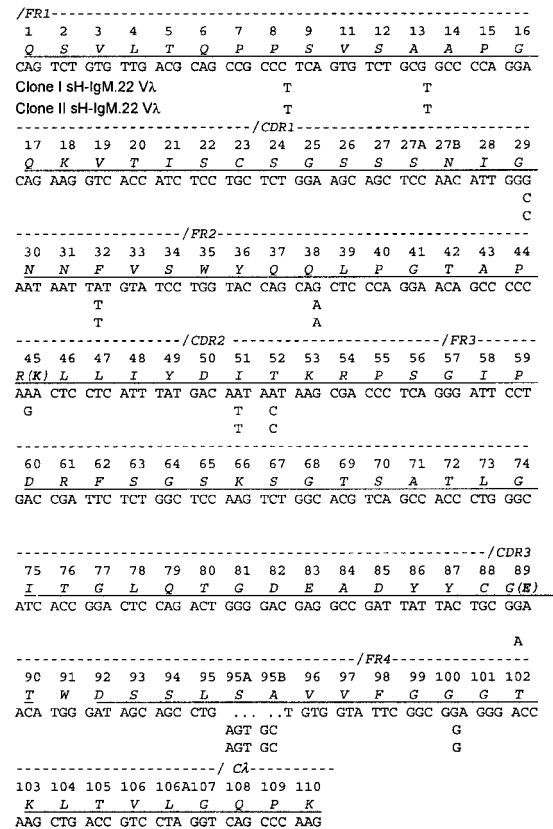 /FR1-------------------------------------------------
1 2 3 4 5 6 7 8 9 11 12 13 14 15 16
Q S V L T Q P P S V S A A P G
CAG TCT GTG TTG ACG CAG CCG CCC TCA GTG TCT GCG GCC CCA GGA
Clone I sH-IgM.22 Vλ T T
Clone II sH-IgM.22 Vλ T T
------------------------/CDR1------------------------
17 18 19 20 21 22 23 24 25 26 27 27A 27B 28 29
Q K V T I S C S G S S S N I G
CAG AAG GTC ACC ATC TCC TGC TCT GGA AGC AGC TCC AAC ATT GGG
C
C
----------------/FR2---------------------------------
30 31 32 33 34 35 36 37 38 39 40 41 42 43 44
N N F V S W Y Q Q L P G T A P
AAT AAT TAT GTA TCC TGG TAC CAG CAG CTC CCA GGA ACA GCC CCC
T A
T A
----------------/CDR2 ---------------------/FR3------
45 46 47 48 49 50 51 52 53 54 55 56 57 58 59
R(K) L L I Y D I T K R P S G I P
AAA CTC CTC ATT TAT GAC AAT AAT AAG CGA CCC TCA GGG ATT CCT
G T C
T C
-----------------------------------------------------
60 61 62 63 64 65 66 67 68 69 70 71 72 73 74
D R F S G S K S G T S A T L G
GAC CGA TTC TCT GGC TCC AAG TCT GGC ACG TCA GCC ACC CTG GGC
------------------------------------------------/CDR3
75 76 77 78 79 80 81 82 83 84 85 86 87 88 89
I T G L Q T G D E A D Y Y C G(E)
ATC ACC GGA CTC CAG ACT GGG GAC GAG GCC GAT TAT TAC TGC GGA
A
-----------------------------------/FR4--------------
90 91 92 93 94 95 95A 95B 96 97 98 99 100 101 102
T W D S S L S A V V F G G G T
ACA TGG GAT AGC AGC CTG ... ..T GTG GTA TTC GGC GGA GGG ACC
AGT GC G
AGT GC G
--------------------/ Cλ---------
103 104 105 106 106A107 108 109 110
K L T V L G Q P K
AAG CTG ACC GTC CTA GGT CAG CCC AAG